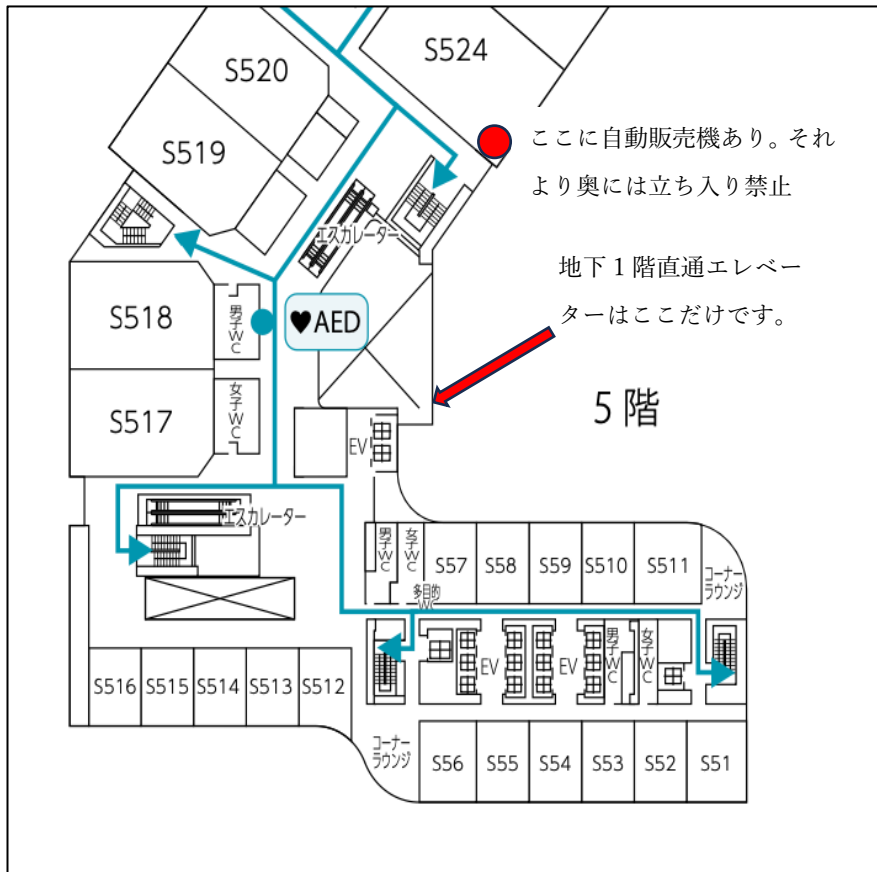 S520
S524
S519
ここに自動販売機あり。それ
より奥には立ち入り禁止
エスカレーター
地下１階直通エレベー
ターはここだけです。
S518
男子WC
♥AED
S517
女子WC
5 階
EV
エスカレーター
男子WC
女子WC
S57
S58
S59
S510
S511
コーナー
ラウンジ
多目的
WC
EV
EV
男子WC
女子WC
S516
S515
S514
S513
S512
コーナー
ラウンジ
S56
S55
S54
S53
S52
S51